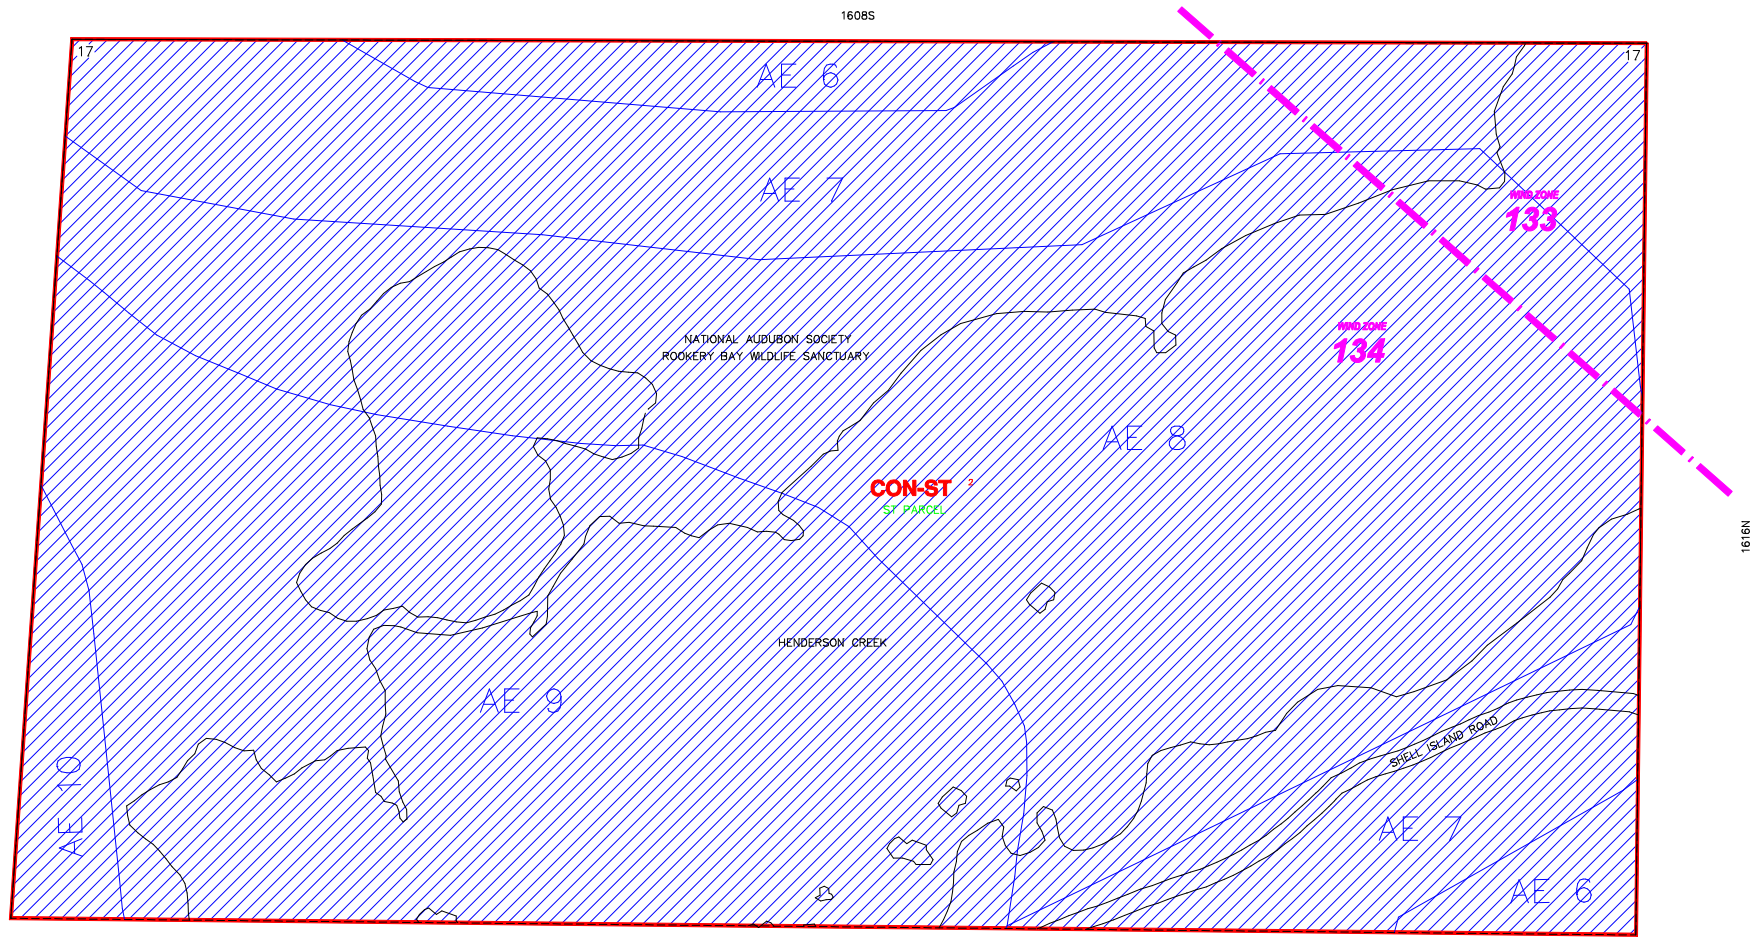 1608S
17
17
AE 6
AE 7
WIND ZONE
133
WIND ZONE
134
NATIONAL AUDUBON SOCIETY
ROOKERY BAY WILDLIFE SANCTUARY
AE 8
CON-ST 2
ST PARCEL
1616N
HENDERSON CREEK
AE 9
SHELL ISLAND ROAD
AE 10
AE 7
AE 6